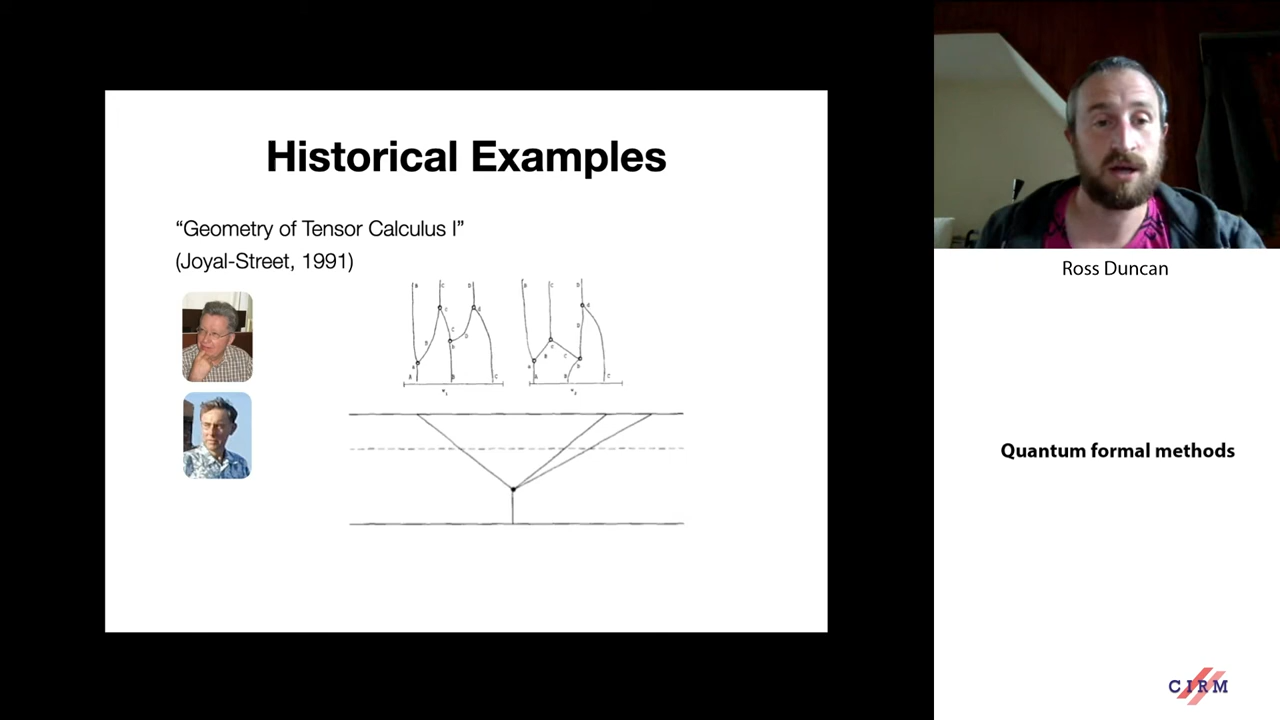 Historical Examples
“Geometry of Tensor Calculus I”
(Joyal-Street, 1991)
Ross Duncan
Quantum formal methods
CIRM